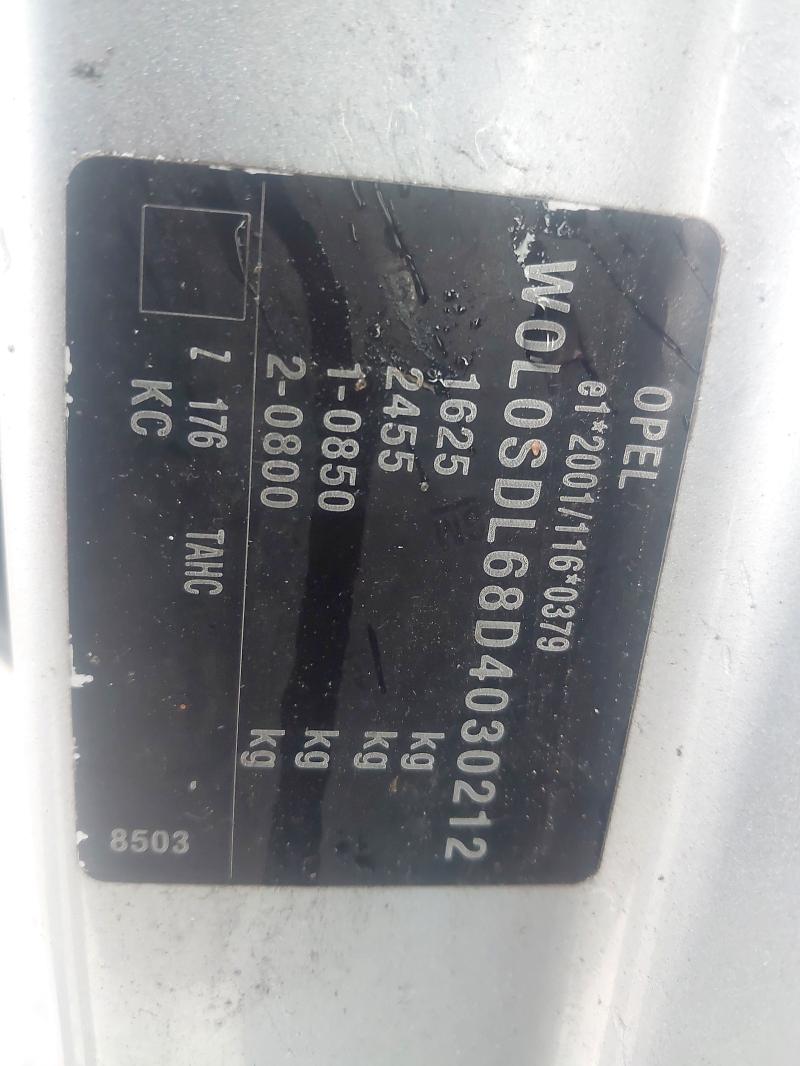 OPEL
e1*2001/116*0379
W0L0SDL68D4030212
1625 kg
2455 kg
1-0850 kg
2-0800 kg
Z 176 TAHC
KC
8503